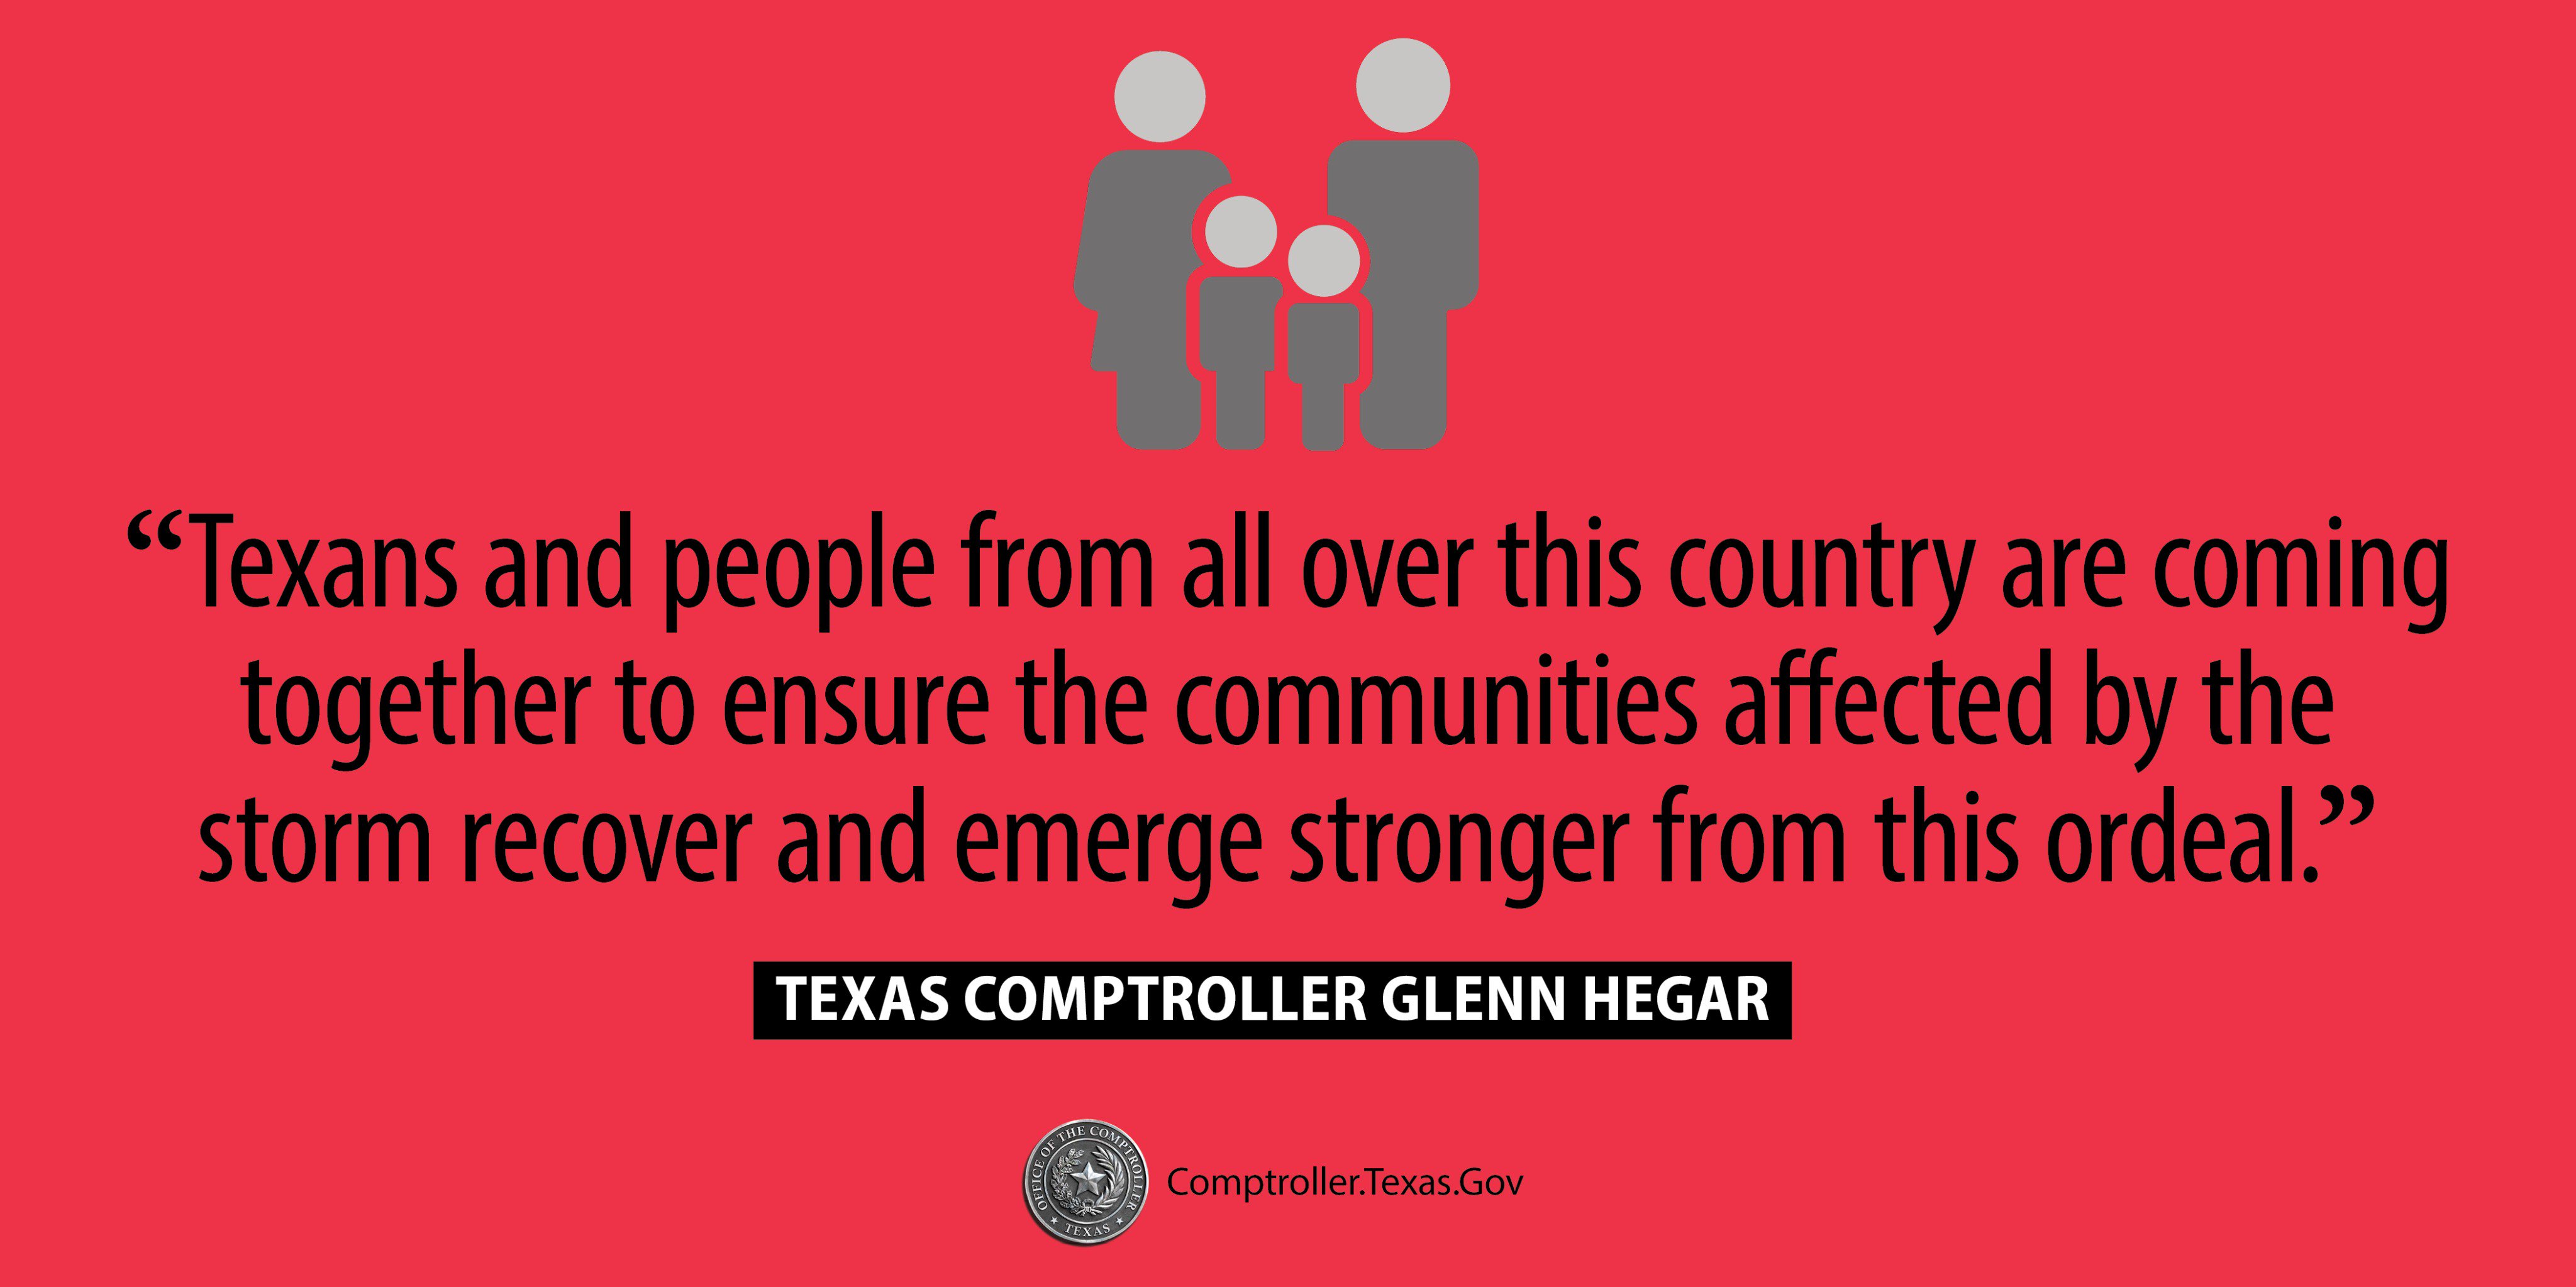 “Texans and people from all over this country are coming
together to ensure the communities affected by the
storm recover and emerge stronger from this ordeal.”
TEXAS COMPTROLLER GLENN HEGAR
OFFICE OF THE COMPTROLLER
TEXAS
Comptroller.Texas.Gov